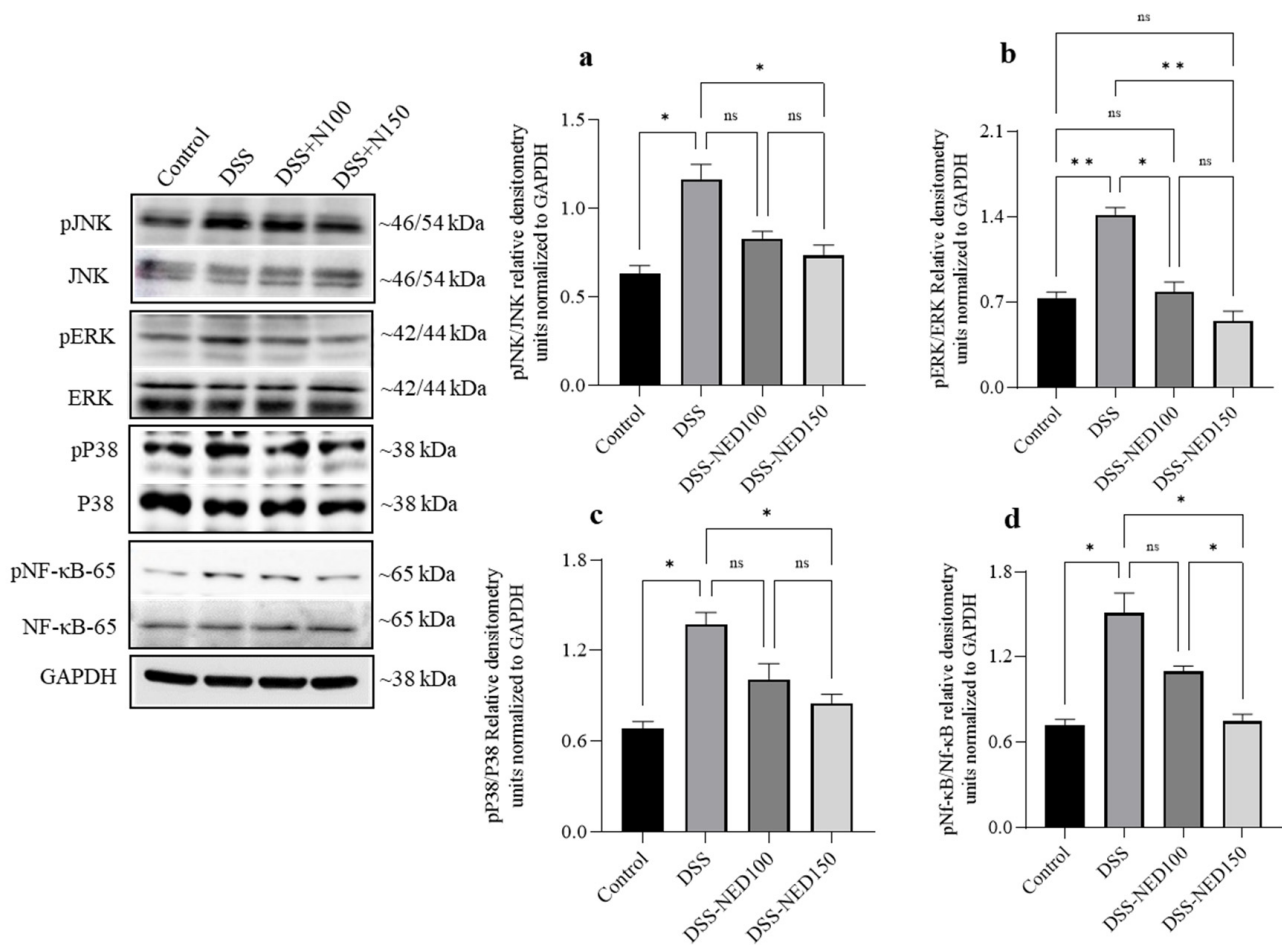 Control
DSS
DSS+N100
DSS+N150
pJNK
~46/54 kDa
JNK
~46/54 kDa
pERK
~42/44 kDa
ERK
~42/44 kDa
pP38
~38 kDa
P38
~38 kDa
pNF-κB-65
~65 kDa
NF-κB-65
~65 kDa
GAPDH
~38 kDa
a
pJNK/JNK relative densitometry
units normalized to GAPDH
1.5
1.0
0.5
0.0
*
*
ns
ns
Control
DSS
DSS-NED100
DSS-NED150
b
pERK/ERK Relative densitometry
units normalized to GAPDH
2.1
1.4
0.7
0.0
ns
**
ns
**
*
ns
Control
DSS
DSS-NED100
DSS-NED150
c
pP38/P38 Relative densitometry
units normalized to GAPDH
1.8
1.2
0.6
0.0
*
*
ns
ns
Control
DSS
DSS-NED100
DSS-NED150
d
pNf-κB/Nf-κB relative densitometry
units normalized to GAPDH
1.8
1.2
0.6
0.0
*
*
ns
*
Control
DSS
DSS-NED100
DSS-NED150